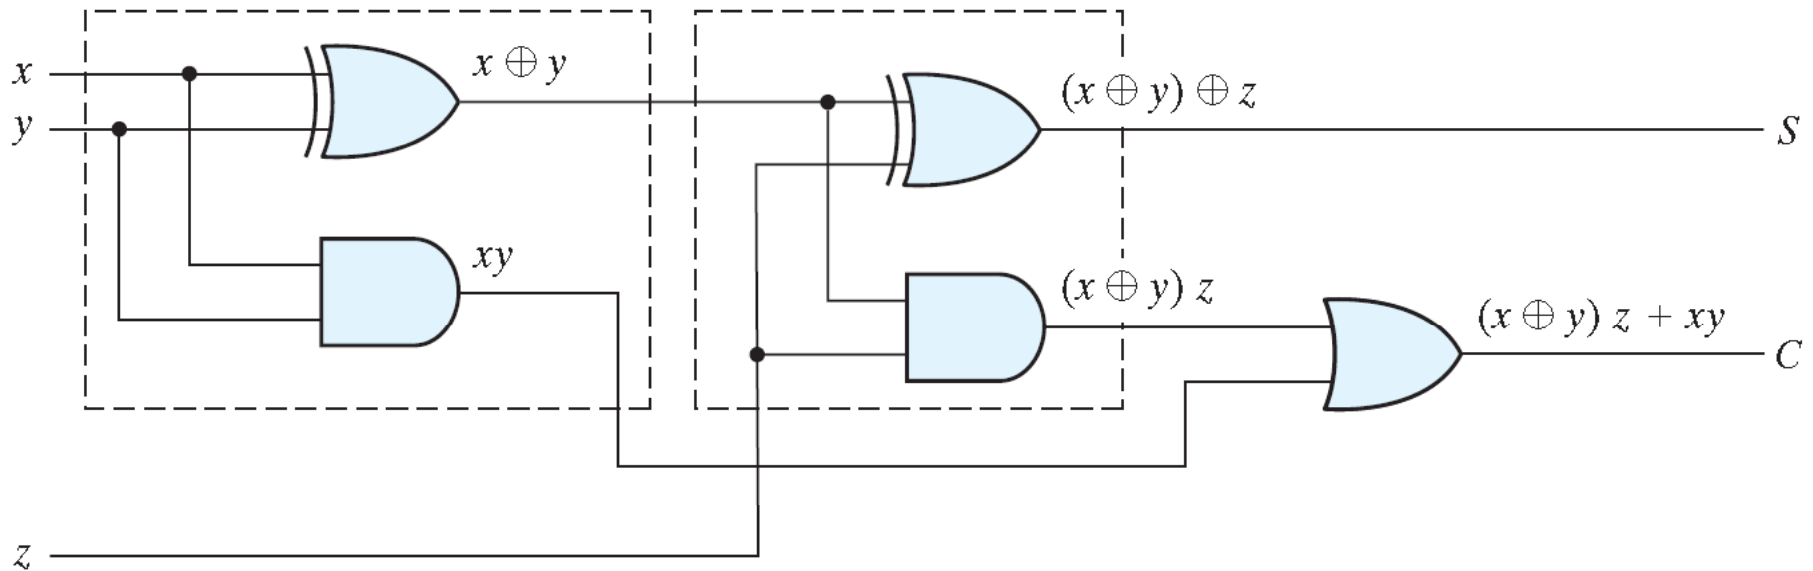 x
y
x ⊕ y
(x ⊕ y) ⊕ z
S
xy
(x ⊕ y) z
(x ⊕ y) z + xy
C
z